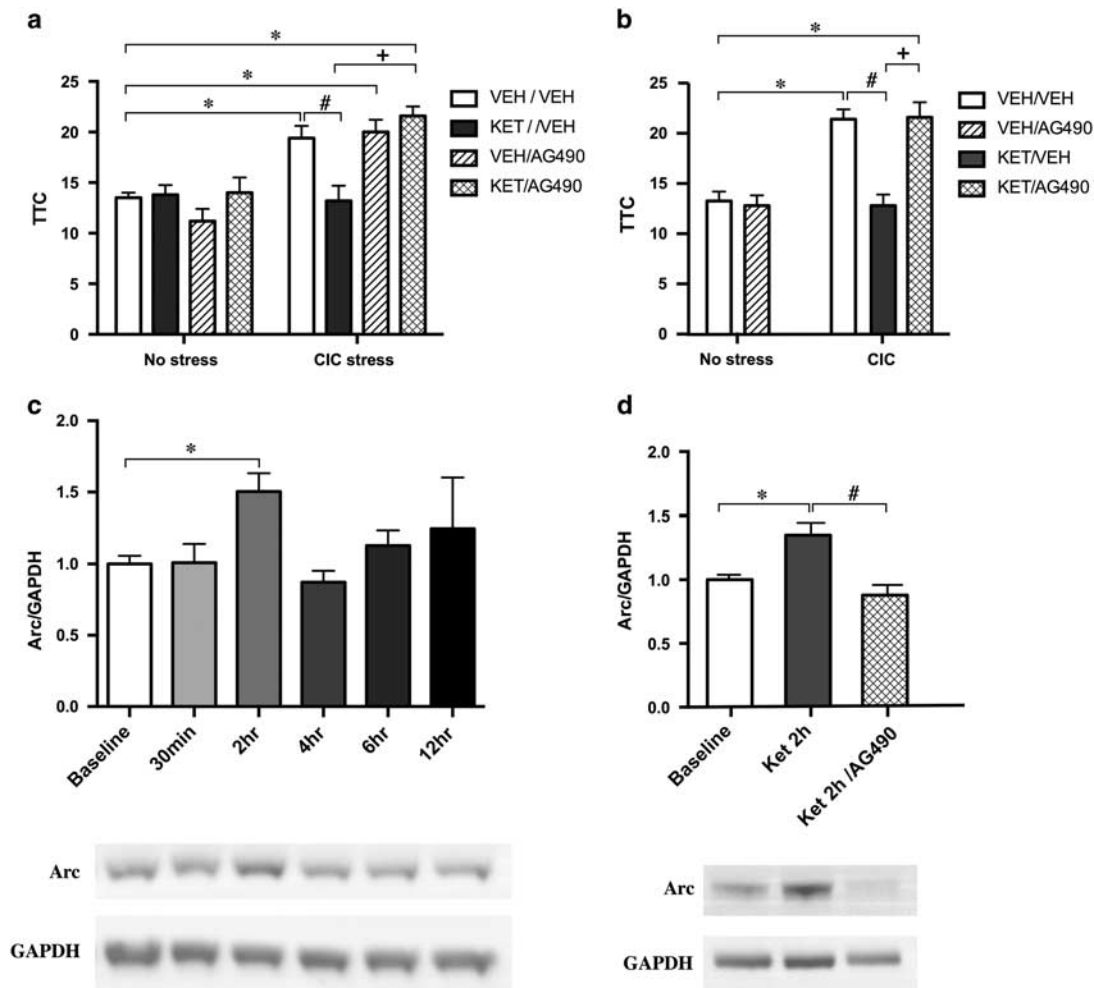 a
*
+
*
*
#
TTC
25
20
15
10
5
0
No stress
CIC stress
VEH / VEH
KET / /VEH
VEH/AG490
KET/AG490
b
*
+
*
#
TTC
25
20
15
10
5
0
No stress
CIC
VEH/VEH
VEH/AG490
KET/VEH
KET/AG490
c
*
Arc/GAPDH
2.0
1.5
1.0
0.5
0.0
Baseline
30min
2hr
4hr
6hr
12hr
Arc
GAPDH
d
*
#
Arc/GAPDH
2.0
1.5
1.0
0.5
0.0
Baseline
Ket 2h
Ket 2h /AG490
Arc
GAPDH